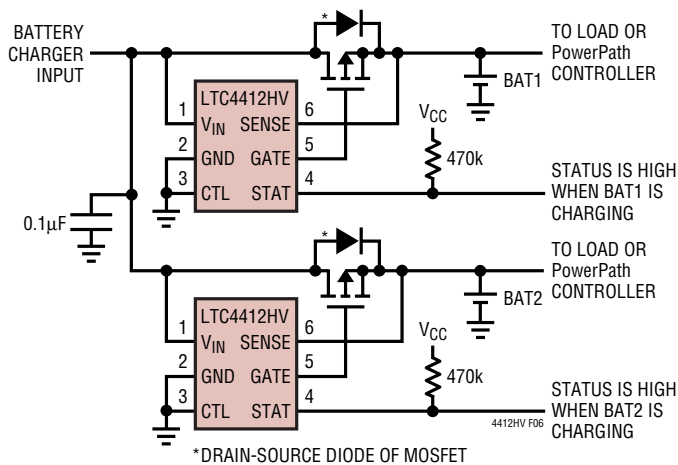 BATTERY
CHARGER
INPUT
*
TO LOAD OR
PowerPath
CONTROLLER
BAT1
LTC4412HV
1
VIN
SENSE
6
2
GND
GATE
5
3
CTL
STAT
4
VCC
470k
STATUS IS HIGH
WHEN BAT1 IS
CHARGING
0.1µF
*
TO LOAD OR
PowerPath
CONTROLLER
BAT2
LTC4412HV
1
VIN
SENSE
6
2
GND
GATE
5
3
CTL
STAT
4
VCC
470k
STATUS IS HIGH
WHEN BAT2 IS
CHARGING
4412HV F06
*DRAIN-SOURCE DIODE OF MOSFET